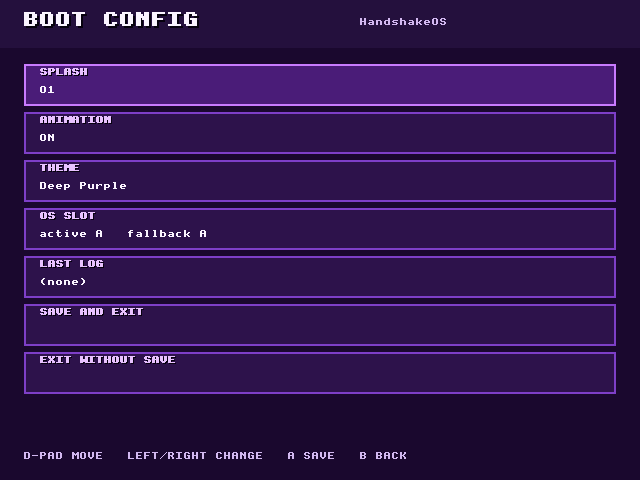 BOOT CONFIG
HandshakeOS
SPLASH
01
ANIMATION
ON
THEME
Deep Purple
OS SLOT
active A fallback A
LAST LOG
(none)
SAVE AND EXIT
EXIT WITHOUT SAVE
D-PAD MOVE LEFT/RIGHT CHANGE A SAVE B BACK